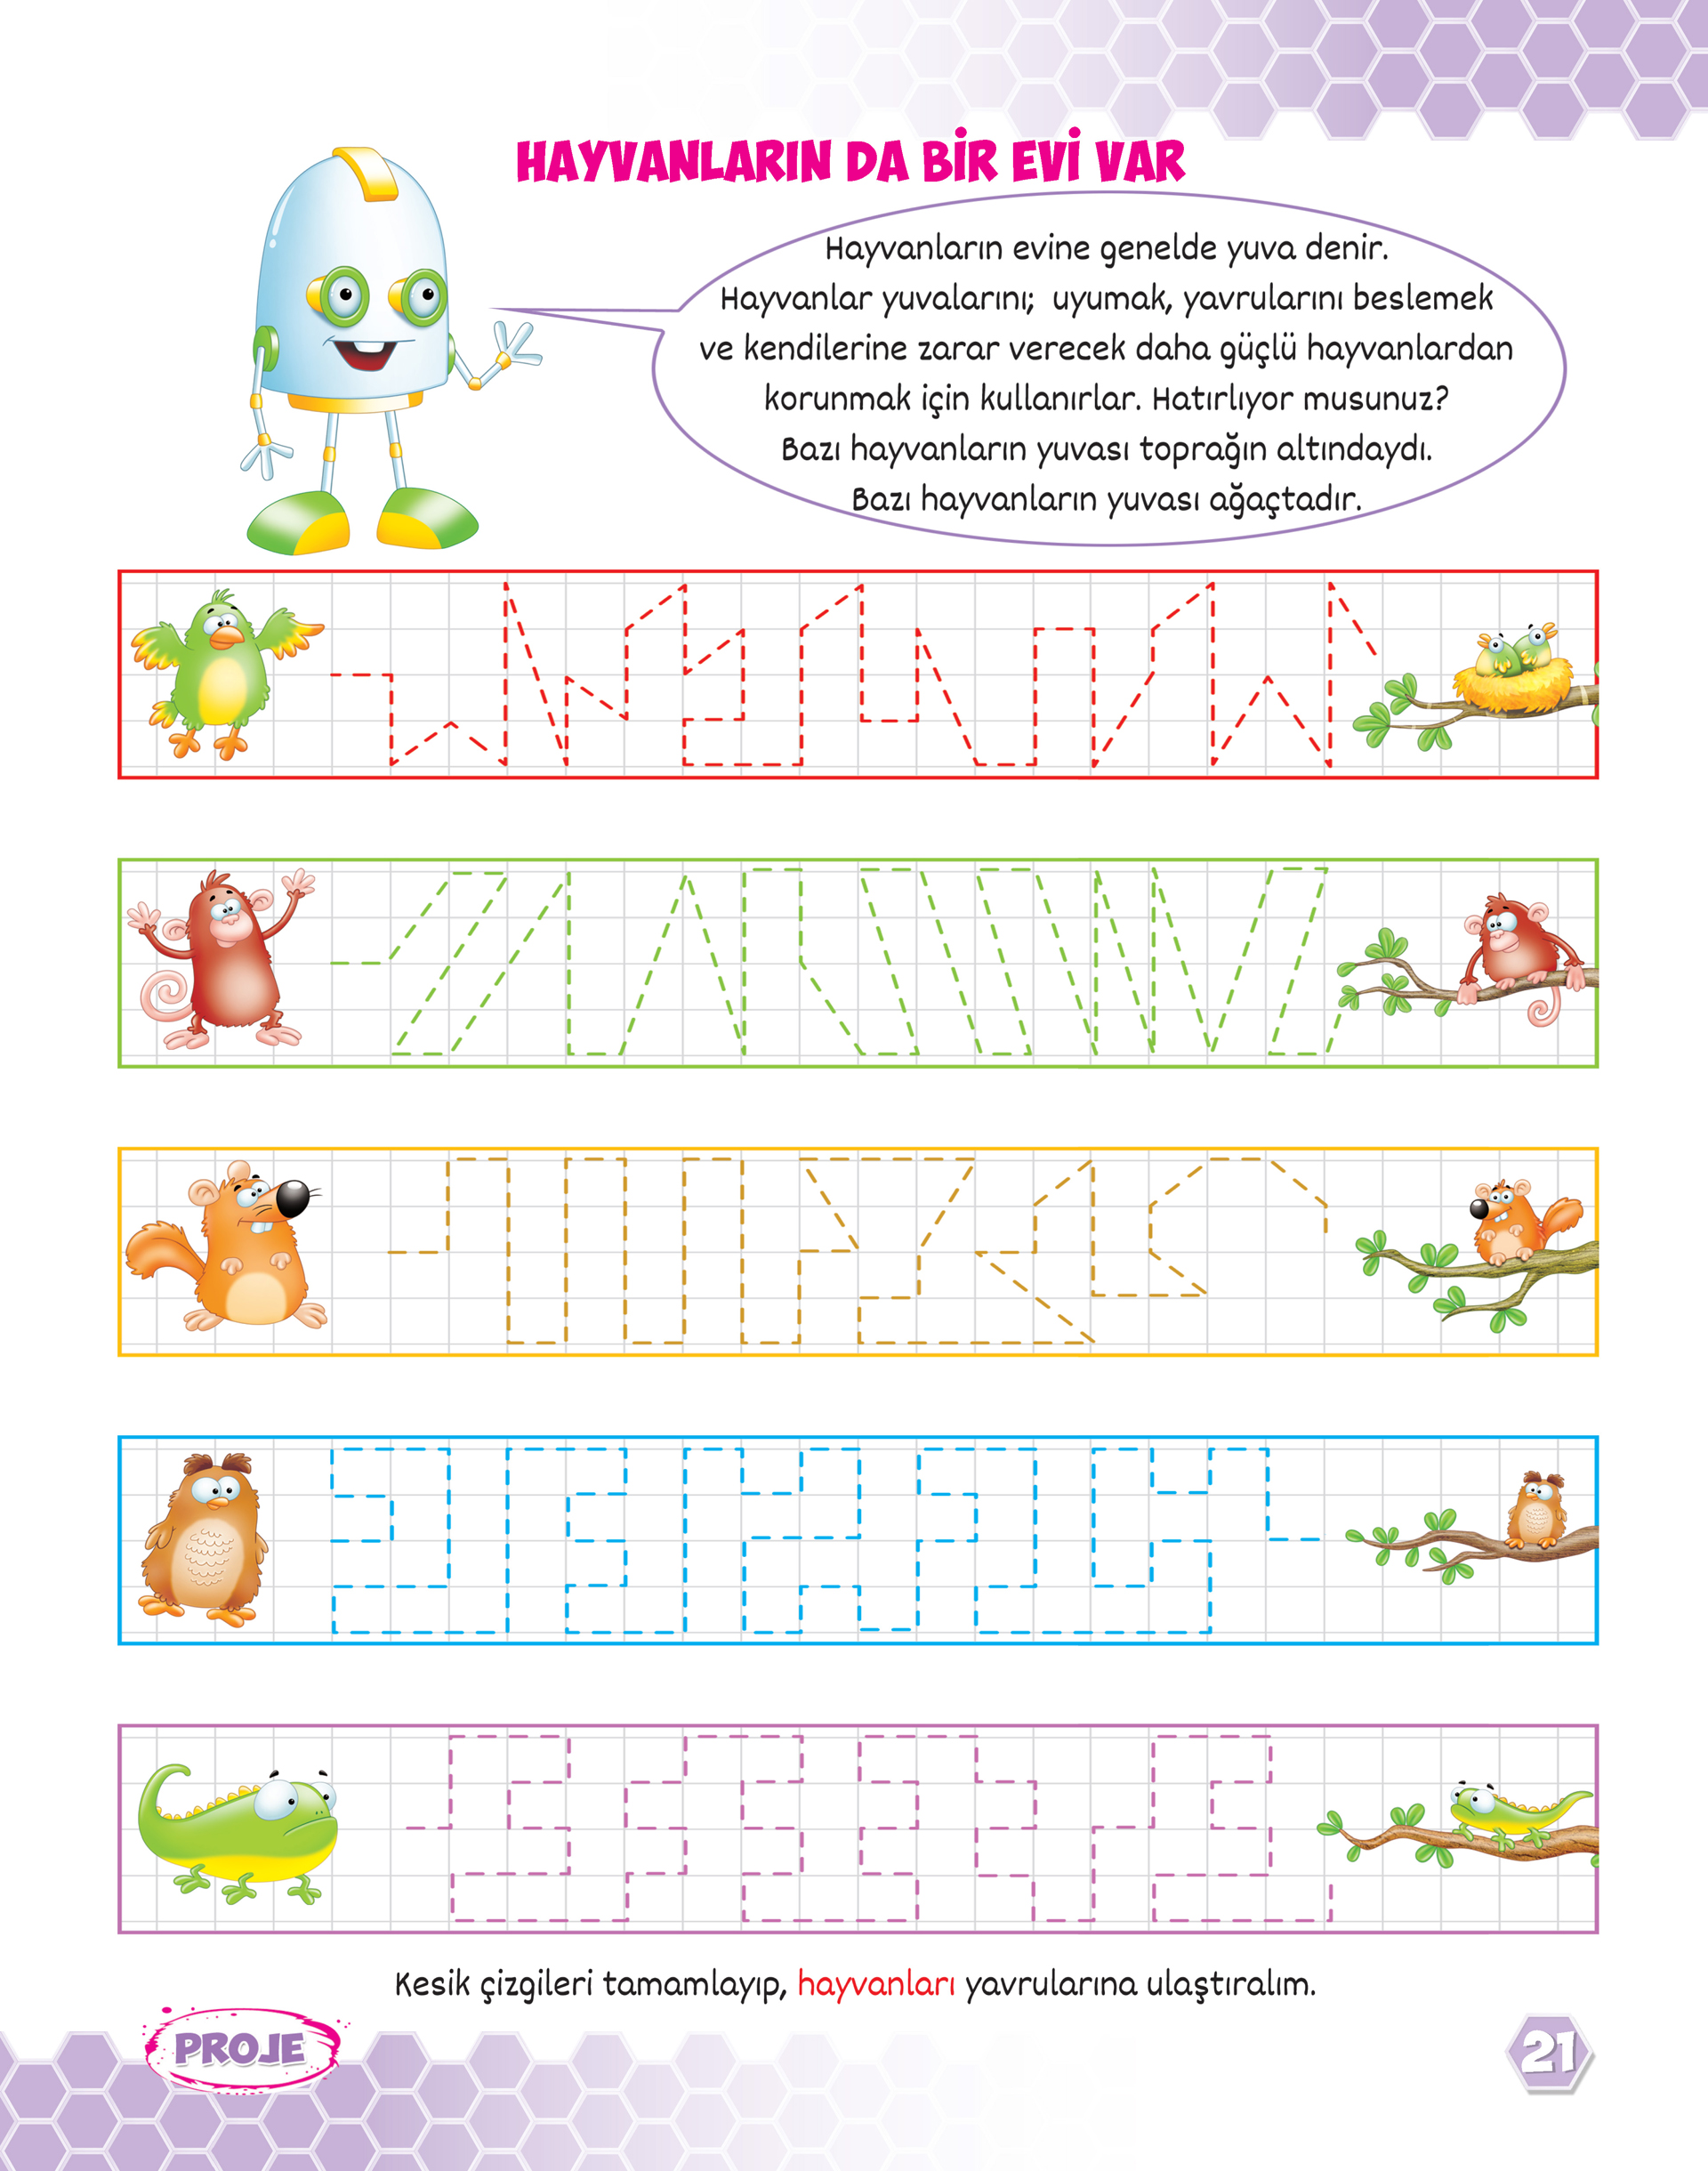 HAYVANLARIN DA BİR EVİ VAR
Hayvanların evine genelde yuva denir.
Hayvanlar yuvalarını; uyumak, yavrularını beslemek
ve kendilerine zarar verecek daha güçlü hayvanlardan
korunmak için kullanırlar. Hatırlıyor musunuz?
Bazı hayvanların yuvası toprağın altındaydı.
Bazı hayvanların yuvası ağaçtadır.
Kesik çizgileri tamamlayıp, hayvanları yavrularına ulaştıralım.
PROJE
21